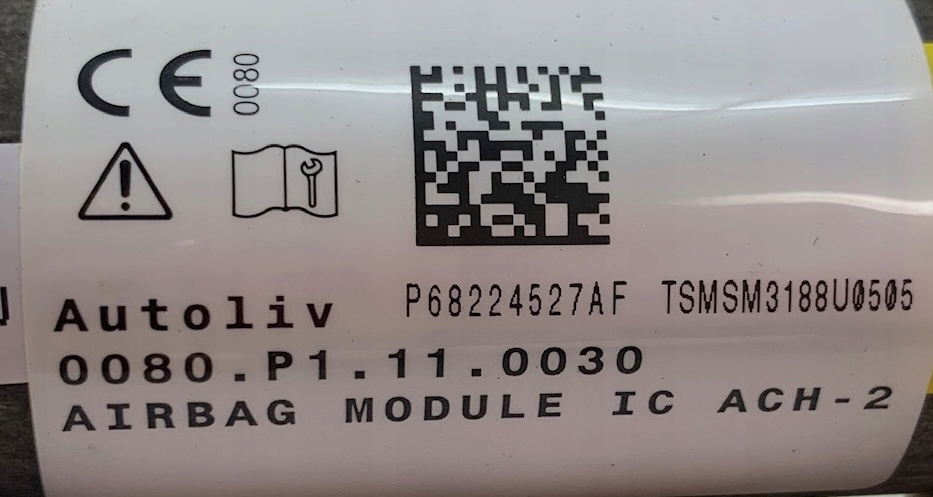 CE 0080
P68224527AF TSMSM3188U0505
Autoliv
0080.P1.11.0030
AIRBAG MODULE IC ACH-2